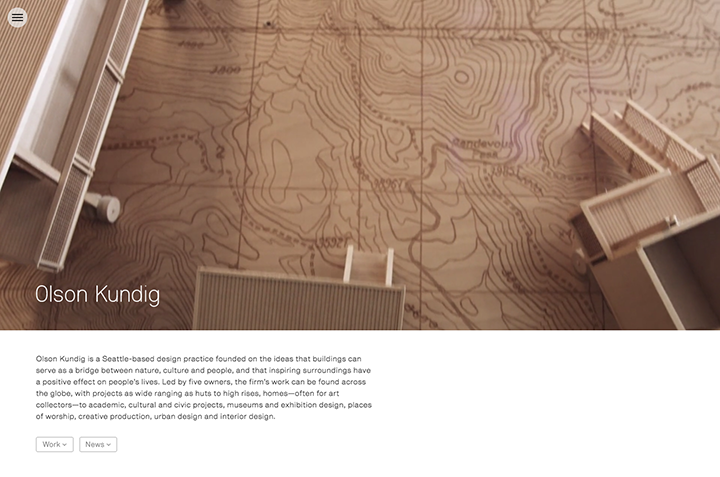 Rendevous
Olson Kundig
Olson Kundig is a Seattle-based design practice founded on the ideas that buildings can
serve as a bridge between nature, culture and people, and that inspiring surroundings have
a positive effect on people's lives. Led by five owners, the firm's work can be found across
the globe, with projects as wide ranging as huts to high rises, homes—often for art
collectors—to academic, cultural and civic projects, museums and exhibition design, places
of worship, creative production, urban design and interior design.
Work
News